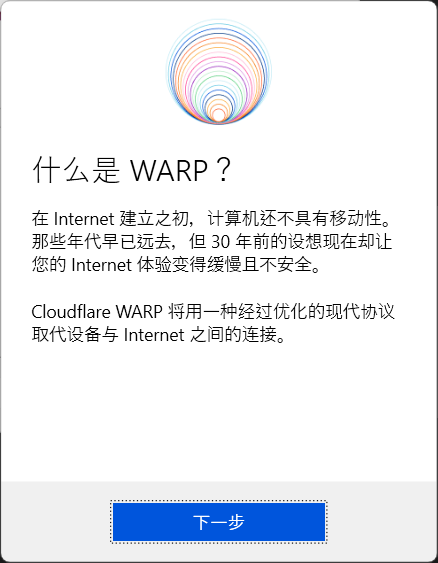 什么是 WARP？
在 Internet 建立之初，计算机还不具有移动性。
那些年代早已远去，但 30 年前的设想现在却让
您的 Internet 体验变得缓慢且不安全。
Cloudflare WARP 将用一种经过优化的现代协议
取代设备与 Internet 之间的连接。
下一步